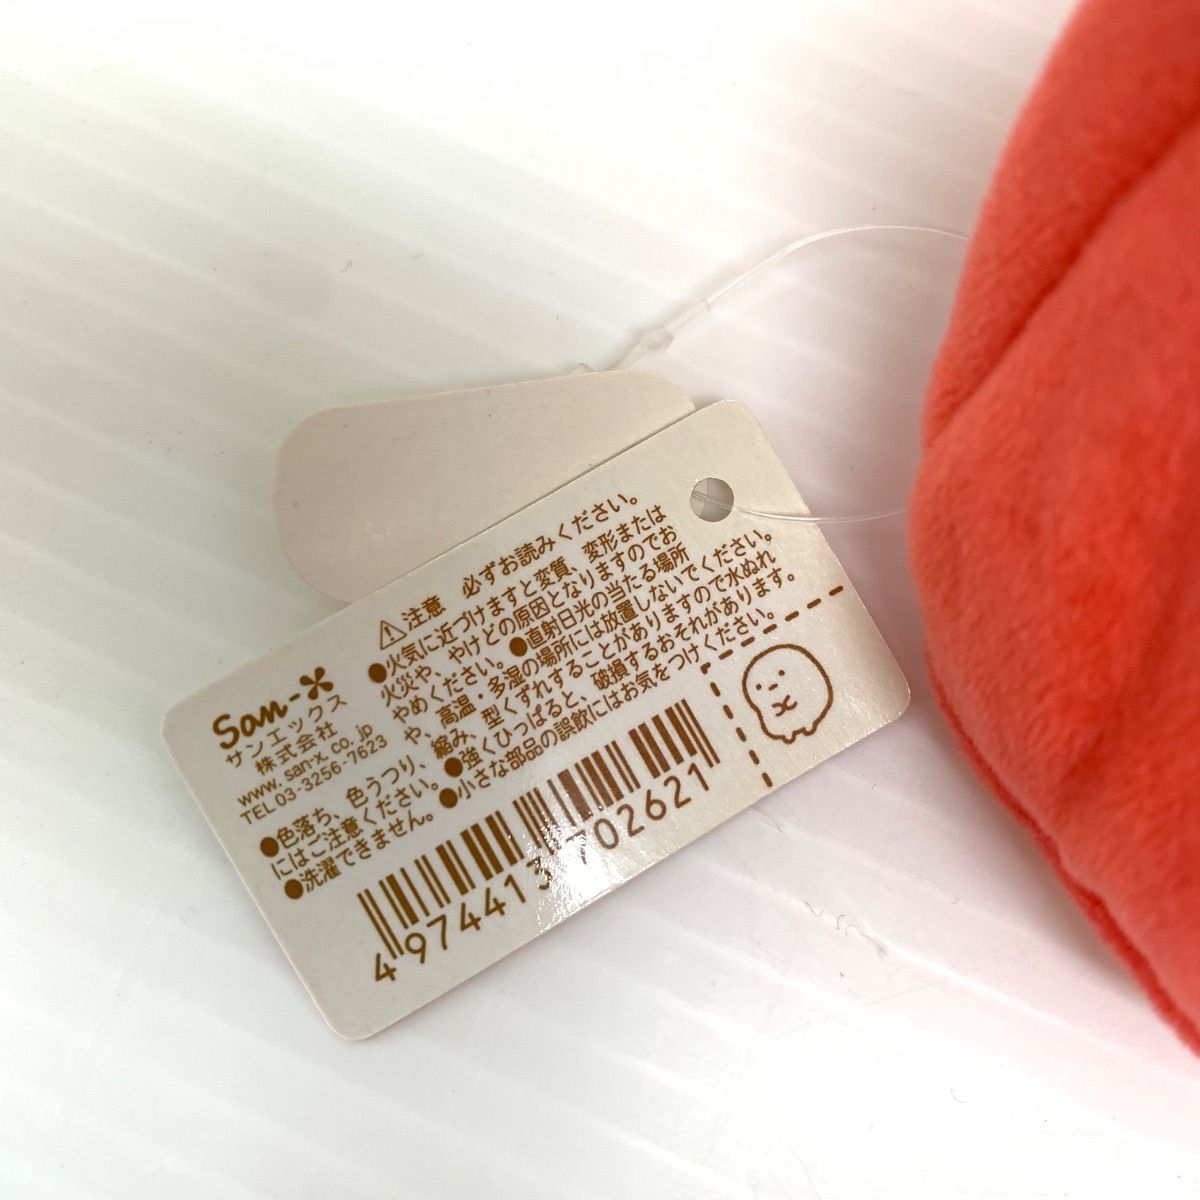 ⚠注意 必ずお読みください。
●火気に近づけますと変質、変形または
火災や、やけどの原因となりますのでお
やめください。●直射日光の当たる場所
や、高温・多湿の場所には放置しないでください。
縮み、型くずれすることがありますので水ぬれ
●強くひっぱると、破損するおそれがあります。
●小さな部品の誤飲にはお気をつけください。
San-X
サンエックス
株式会社
www.san-x.co.jp
TEL 03-3256-7623
●色落ち、色うつり、
にはご注意ください。
●洗濯できません。
4974413702621